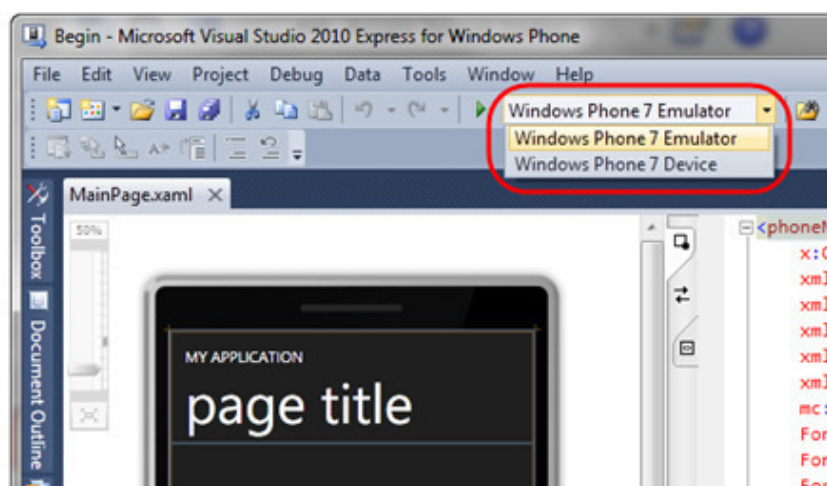 Begin - Microsoft Visual Studio 2010 Express for Windows Phone
File Edit View Project Debug Data Tools Window Help
Windows Phone 7 Emulator
Windows Phone 7 Emulator
Windows Phone 7 Device
MainPage.xaml
Toolbox
Document Outline
50%
MY APPLICATION
page title
<phone
x:
xml
xml
xml
xml
xml
mc:
For
For
For